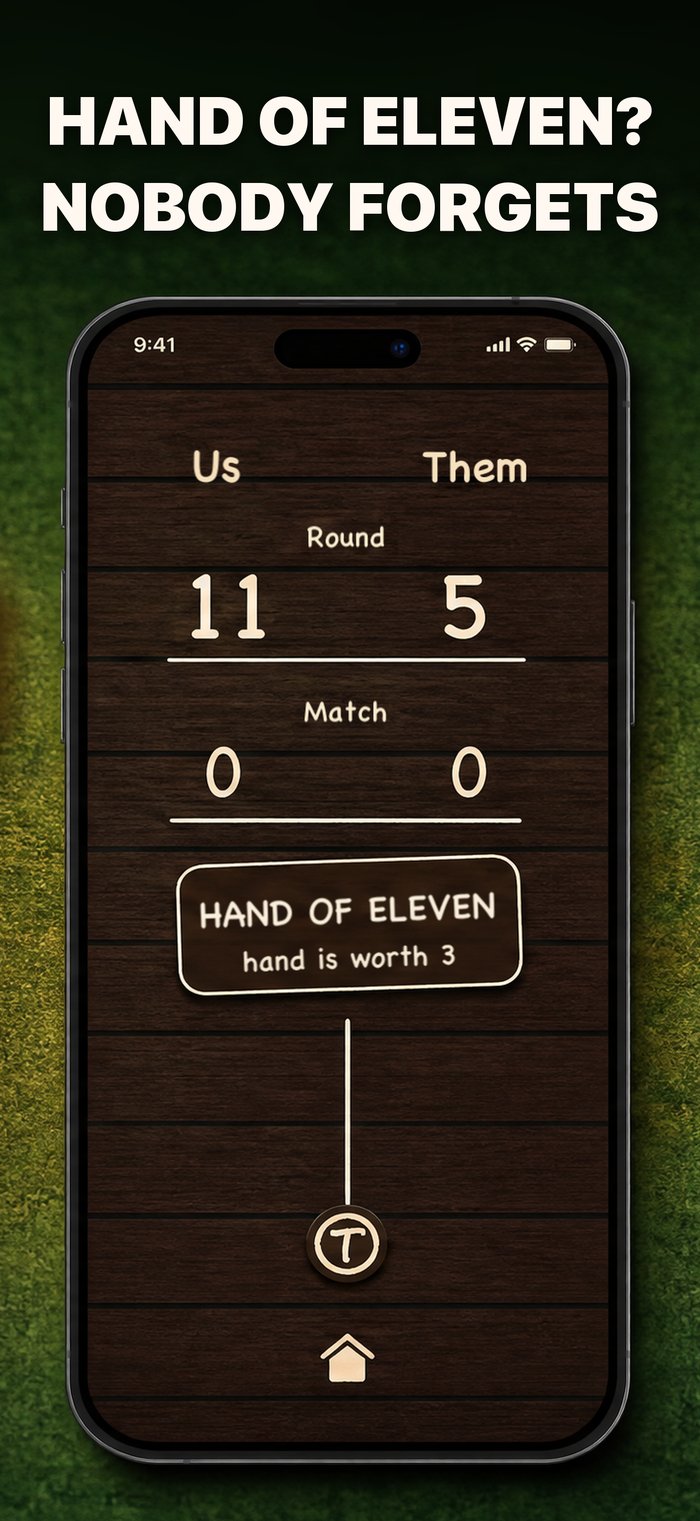 HAND OF ELEVEN?
NOBODY FORGETS
9:41
Us Them
Round
11 5
Match
0 0
HAND OF ELEVEN
hand is worth 3
T